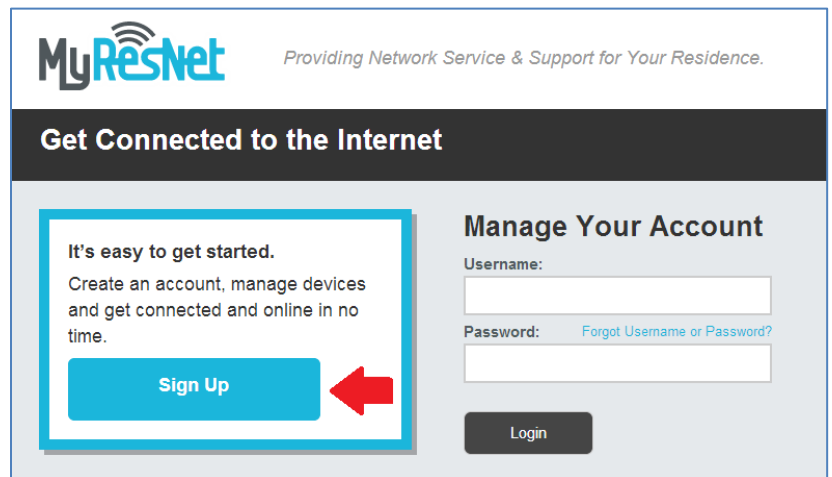 MyResNet
Providing Network Service & Support for Your Residence.
Get Connected to the Internet
It's easy to get started.
Create an account, manage devices
and get connected and online in no
time.
Sign Up
Manage Your Account
Username:
Password:
Forgot Username or Password?
Login